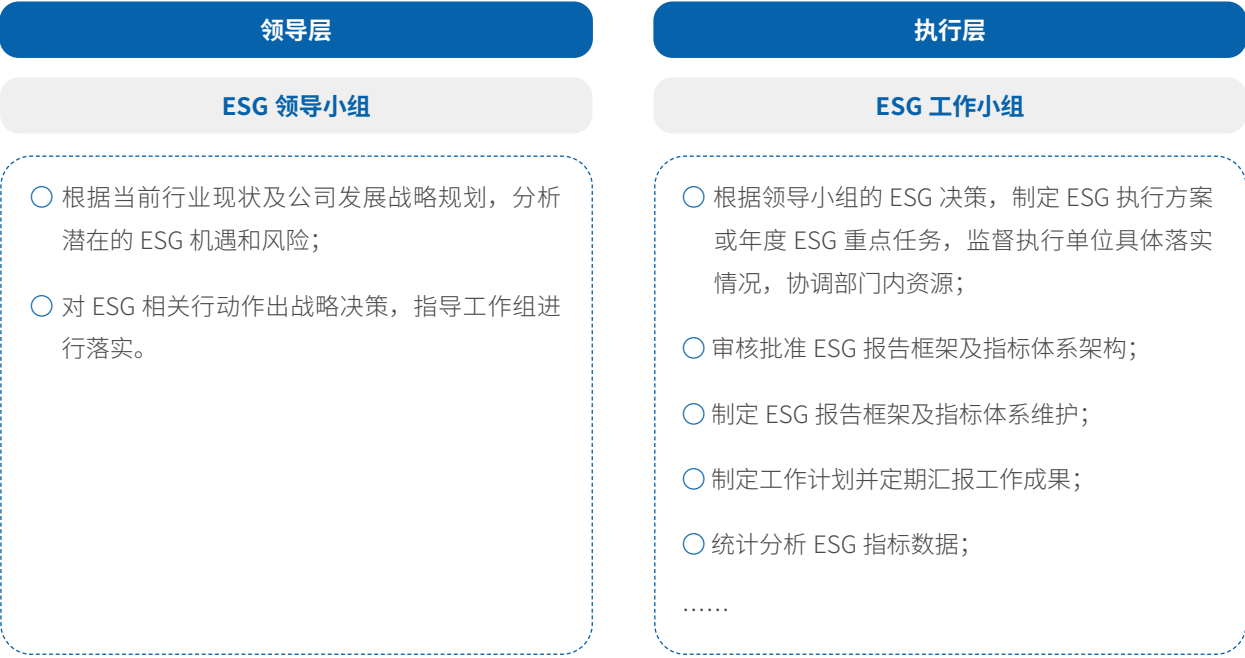 领导层
ESG 领导小组
○ 根据当前行业现状及公司发展战略规划，分析
潜在的 ESG 机遇和风险；
○ 对 ESG 相关行动作出战略决策，指导工作组进
行落实。
执行层
ESG 工作小组
○ 根据领导小组的 ESG 决策，制定 ESG 执行方案
或年度 ESG 重点任务，监督执行单位具体落实
情况，协调部门内资源；
○ 审核批准 ESG 报告框架及指标体系架构；
○ 制定 ESG 报告框架及指标体系维护；
○ 制定工作计划并定期汇报工作成果；
○ 统计分析 ESG 指标数据；
……